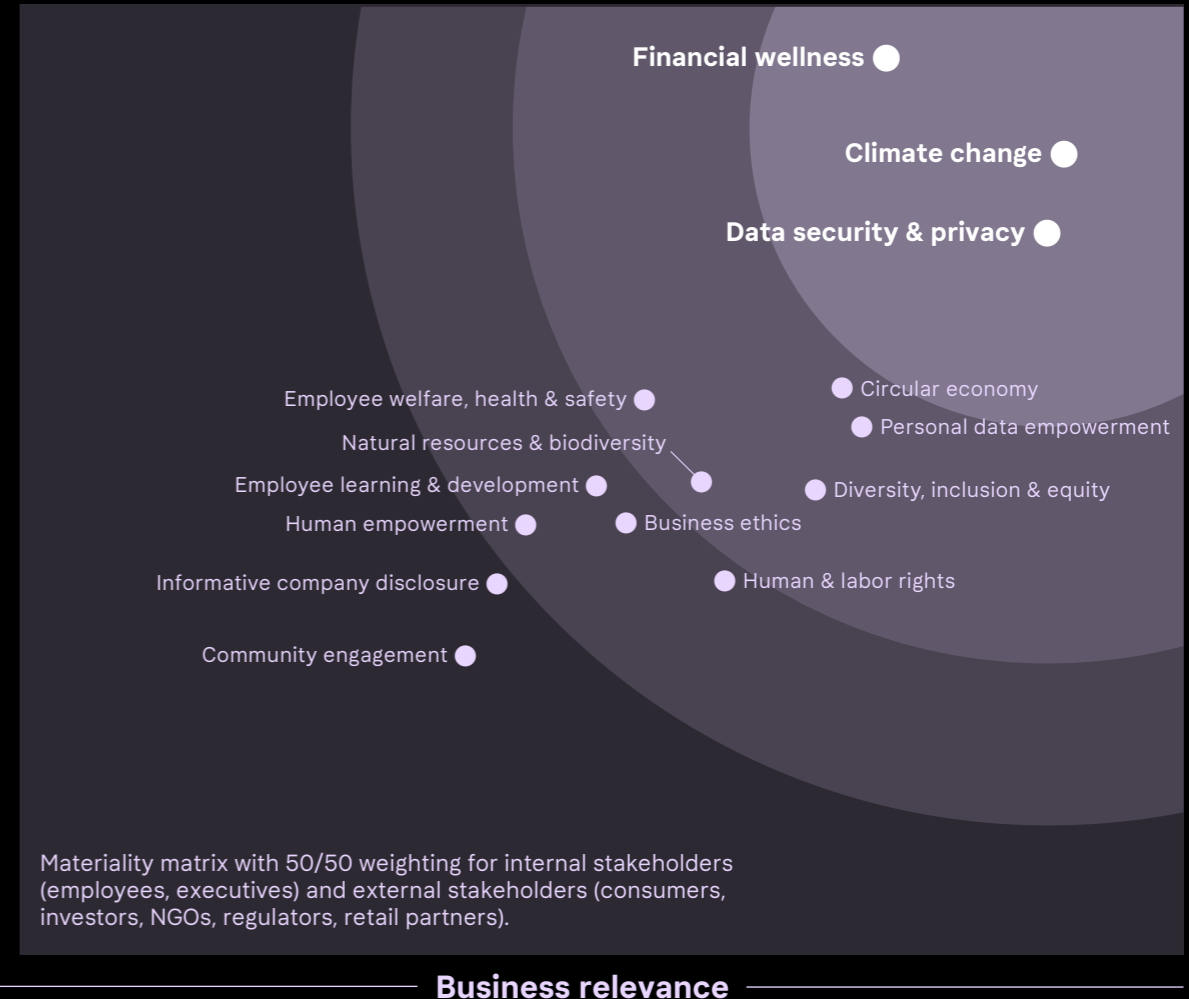 Financial wellness
Climate change
Data security & privacy
Circular economy
Employee welfare, health & safety
Personal data empowerment
Natural resources & biodiversity
Employee learning & development
Diversity, inclusion & equity
Human empowerment
Business ethics
Informative company disclosure
Human & labor rights
Community engagement
Materiality matrix with 50/50 weighting for internal stakeholders
(employees, executives) and external stakeholders (consumers,
investors, NGOs, regulators, retail partners).
Business relevance